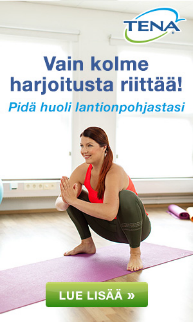 TENA
Vain kolme
harjoitusta riittää!
Pidä huoli lantionpohjastasi
LUE LISÄÄ »